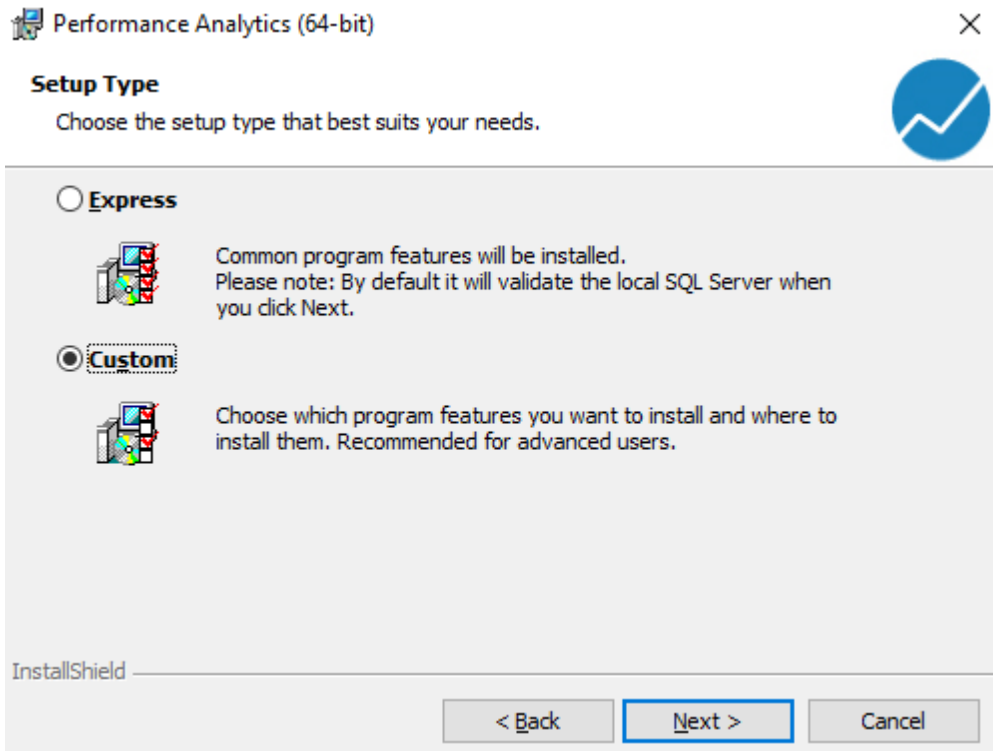 Performance Analytics (64-bit)
Setup Type
Choose the setup type that best suits your needs.
Express
Common program features will be installed.
Please note: By default it will validate the local SQL Server when
you click Next.
Custom
Choose which program features you want to install and where to
install them. Recommended for advanced users.
InstallShield
< Back
Next >
Cancel